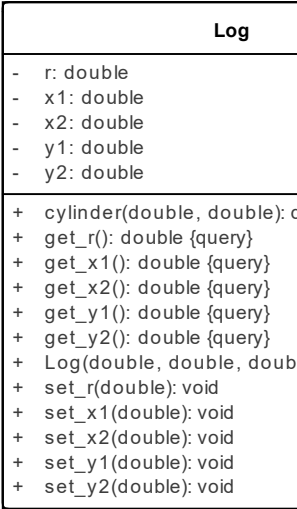 Log
- r: double
- x1: double
- x2: double
- y1: double
- y2: double
+ cylinder(double, double):
+ get_r(): double {query}
+ get_x1(): double {query}
+ get_x2(): double {query}
+ get_y1(): double {query}
+ get_y2(): double {query}
+ Log(double, double, doub
+ set_r(double): void
+ set_x1(double): void
+ set_x2(double): void
+ set_y1(double): void
+ set_y2(double): void